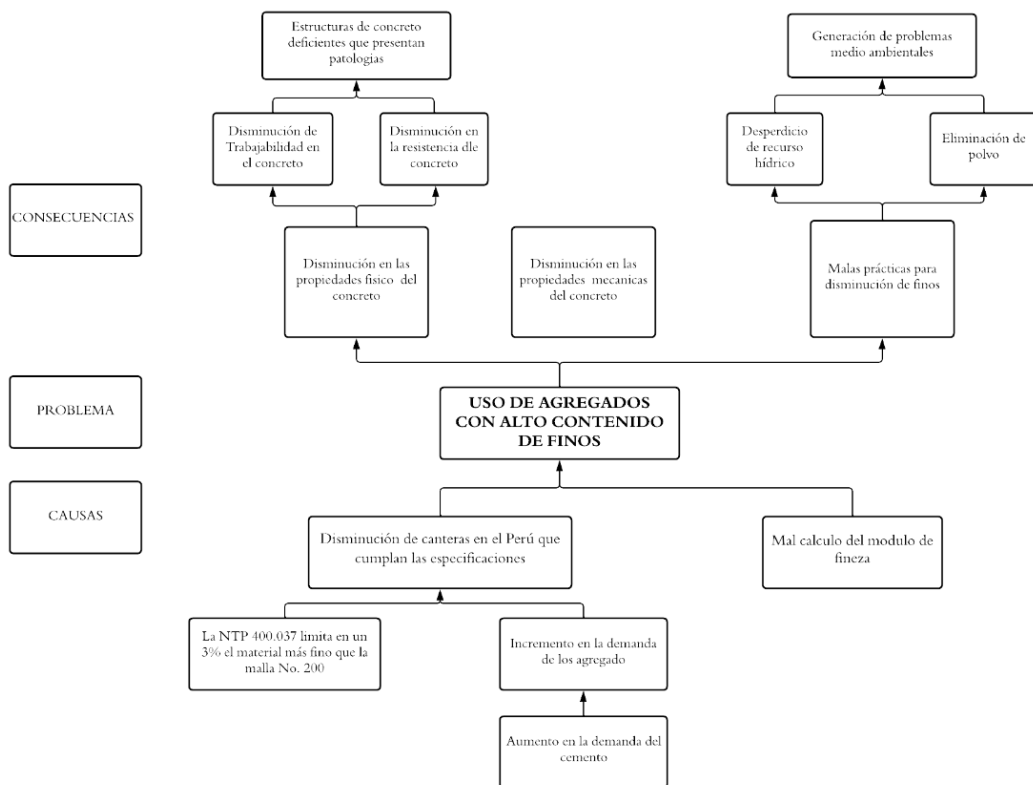 Estructuras de concreto
deficientes que presentan
patologias
Generación de problemas
medio ambientales
Disminución de
Trabajabilidad en
el concreto
Disminución en
la resistencia dle
concreto
Desperdicio
de recurso
hídrico
Eliminación de
polvo
CONSECUENCIAS
Disminución en las
propiedades fisico del
concreto
Disminución en las
propiedades mecanicas
del concreto
Malas prácticas para
disminución de finos
PROBLEMA
USO DE AGREGADOS
CON ALTO CONTENIDO
DE FINOS
CAUSAS
Disminución de canteras en el Perú que
cumplan las especificaciones
Mal calculo del modulo de
fineza
La NTP 400.037 limita en un
3% el material más fino que la
malla No. 200
Incremento en la demanda
de los agregado
Aumento en la demanda del
cemento